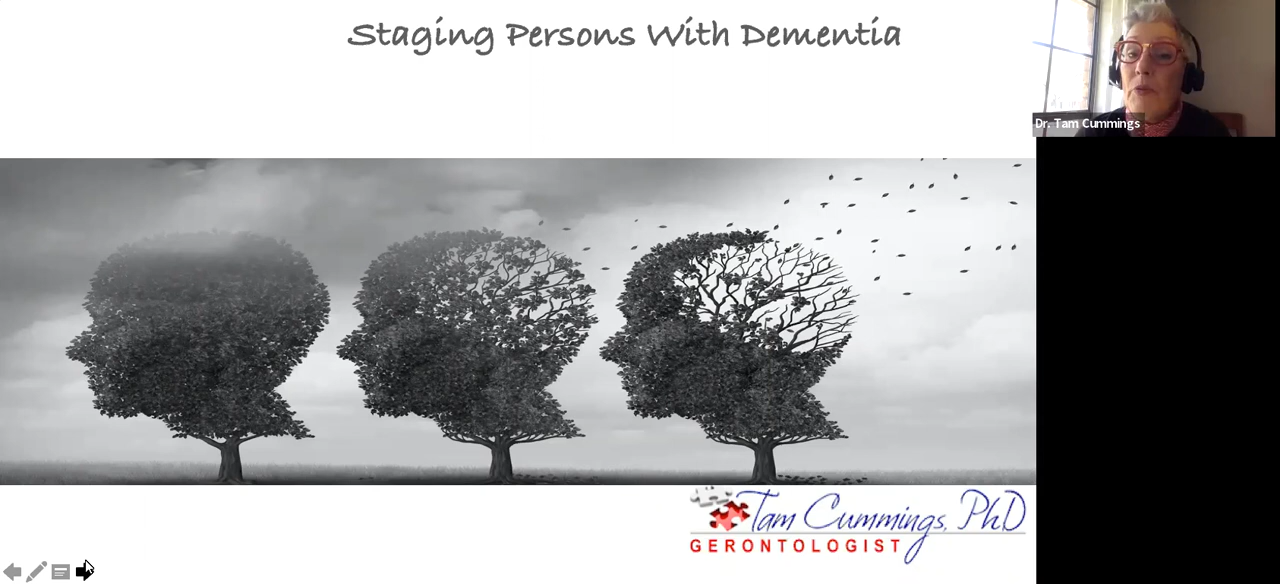 Staging Persons With Dementia
Dr. Tam Cummings
Tam Cummings, PhD
GERONTOLOGIST